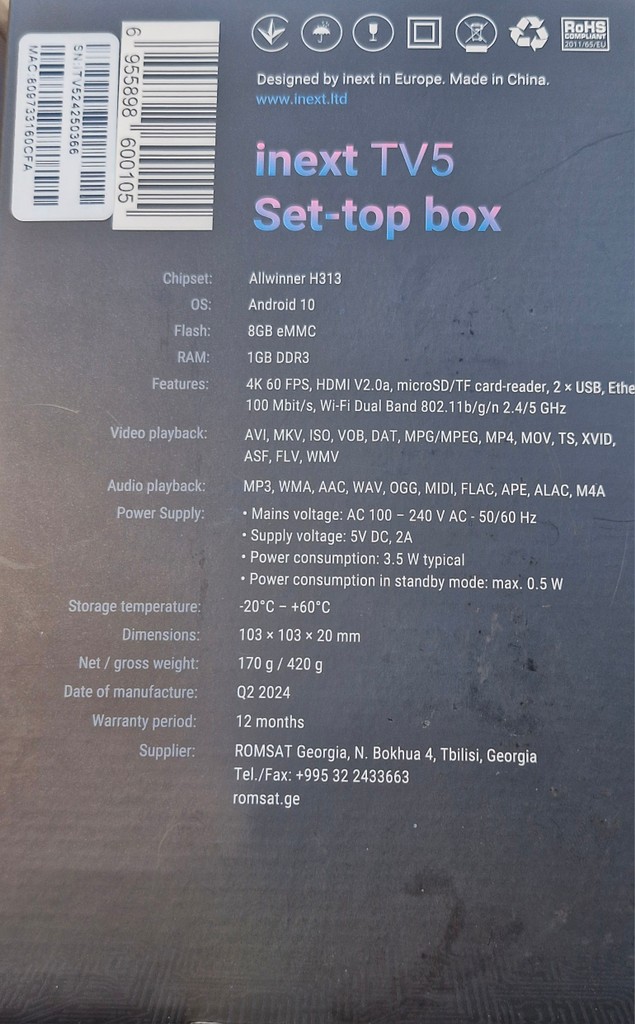 MAC:809733160CFA
SN:ITV524250366
6 955898 600105
RoHS
COMPLIANT
2011/65/EU
Designed by inext in Europe. Made in China.
www.inext.ltd
inext TV5
Set-top box
Chipset: Allwinner H313
OS: Android 10
Flash: 8GB eMMC
RAM: 1GB DDR3
Features: 4K 60 FPS, HDMI V2.0a, microSD/TF card-reader, 2 × USB, Ethe
100 Mbit/s, Wi-Fi Dual Band 802.11b/g/n 2.4/5 GHz
Video playback: AVI, MKV, ISO, VOB, DAT, MPG/MPEG, MP4, MOV, TS, XVID,
ASF, FLV, WMV
Audio playback: MP3, WMA, AAC, WAV, OGG, MIDI, FLAC, APE, ALAC, M4A
Power Supply: • Mains voltage: AC 100 – 240 V AC - 50/60 Hz
• Supply voltage: 5V DC, 2A
• Power consumption: 3.5 W typical
• Power consumption in standby mode: max. 0.5 W
Storage temperature: -20°C – +60°C
Dimensions: 103 × 103 × 20 mm
Net / gross weight: 170 g / 420 g
Date of manufacture: Q2 2024
Warranty period: 12 months
Supplier: ROMSAT Georgia, N. Bokhua 4, Tbilisi, Georgia
Tel./Fax: +995 32 2433663
romsat.ge